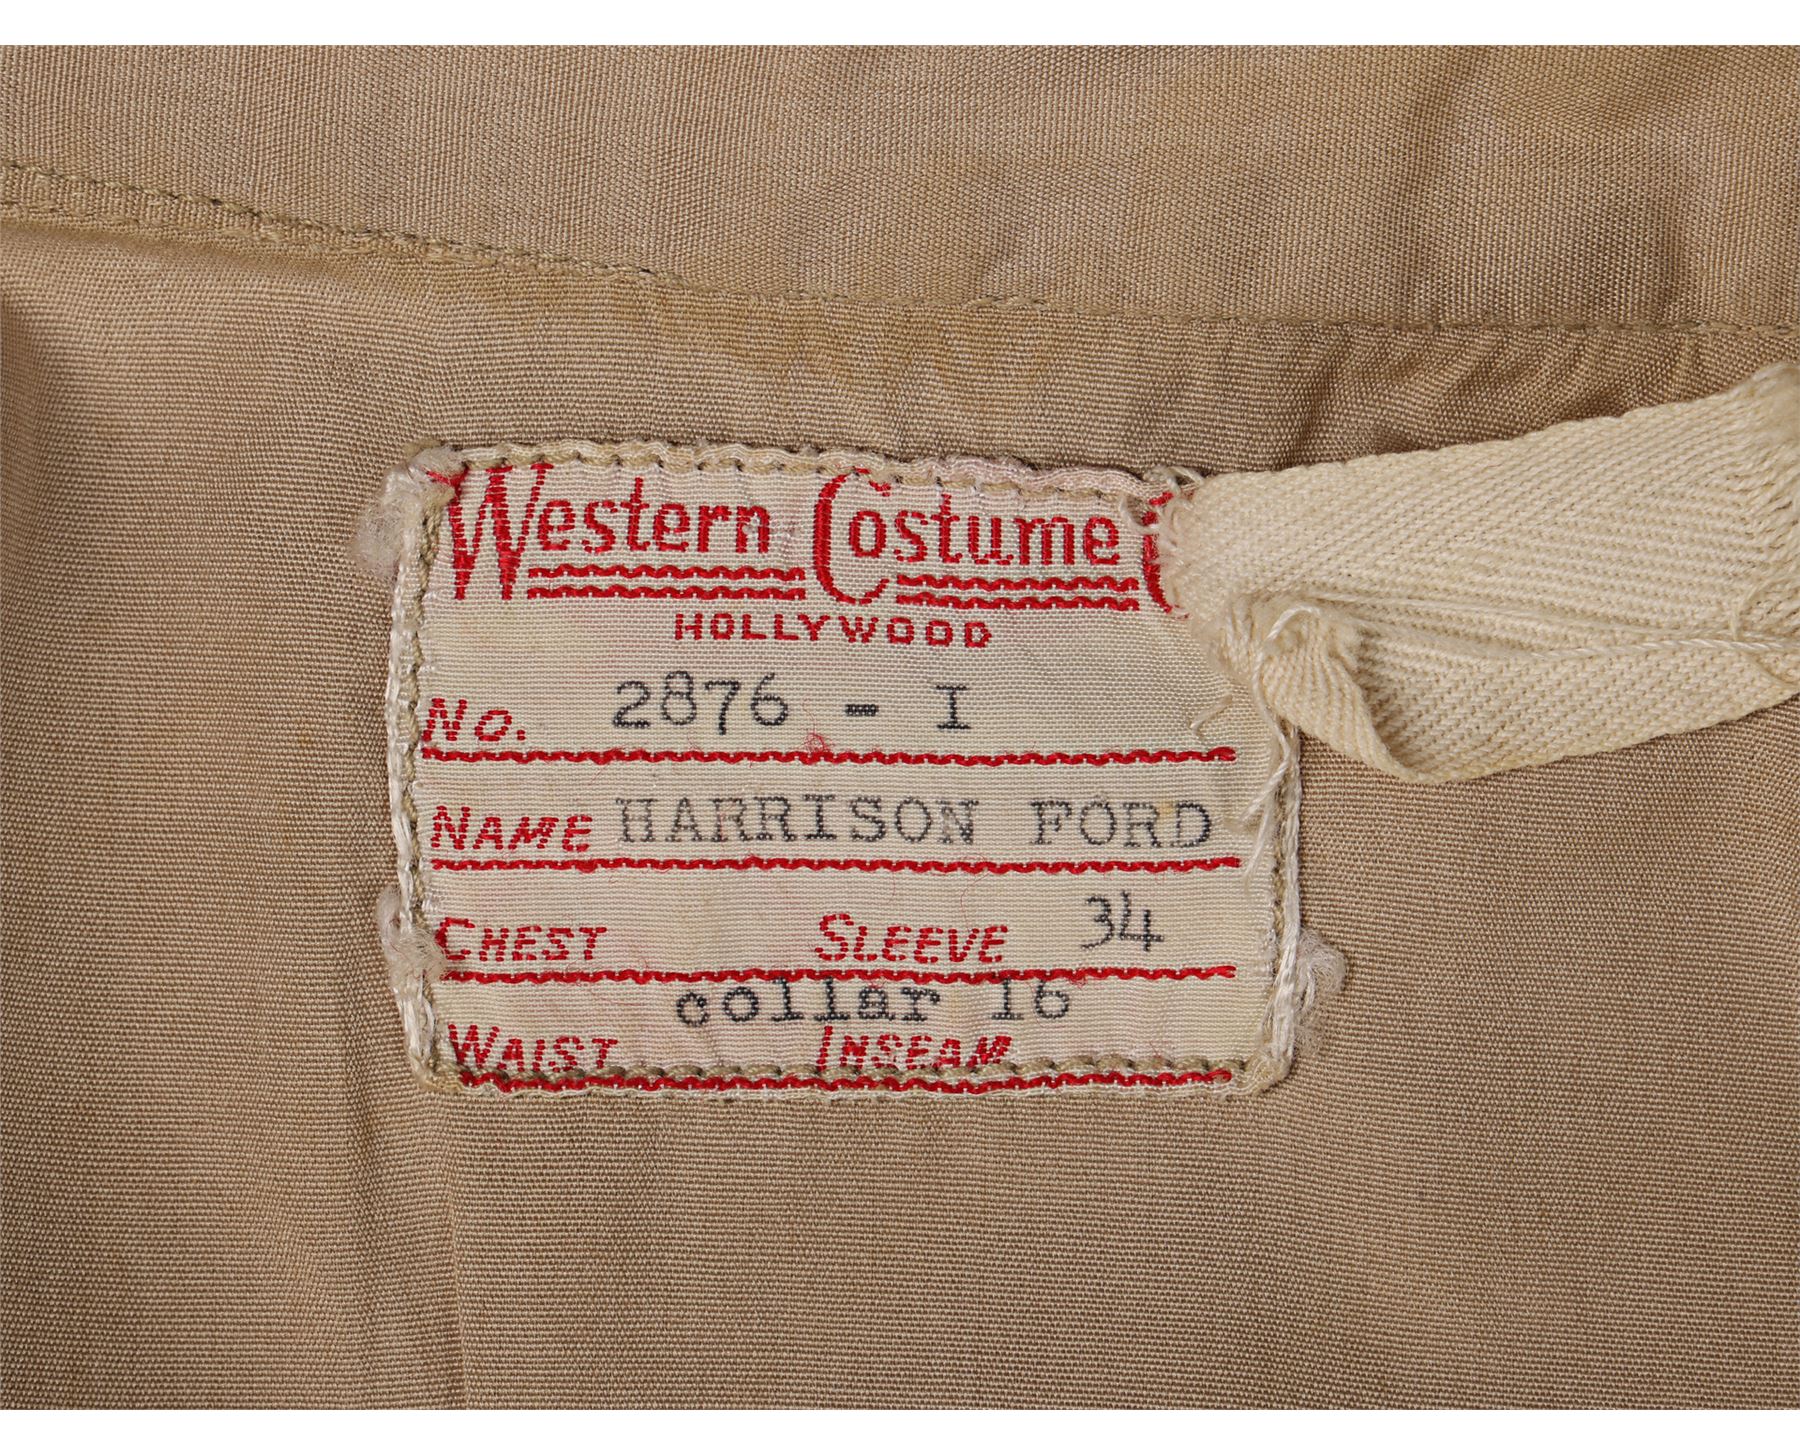 Western Costume
HOLLYWOOD
No. 2876 - I
NAME HARRISON FORD
CHEST SLEEVE 34
collar 16
WAIST INSEAM